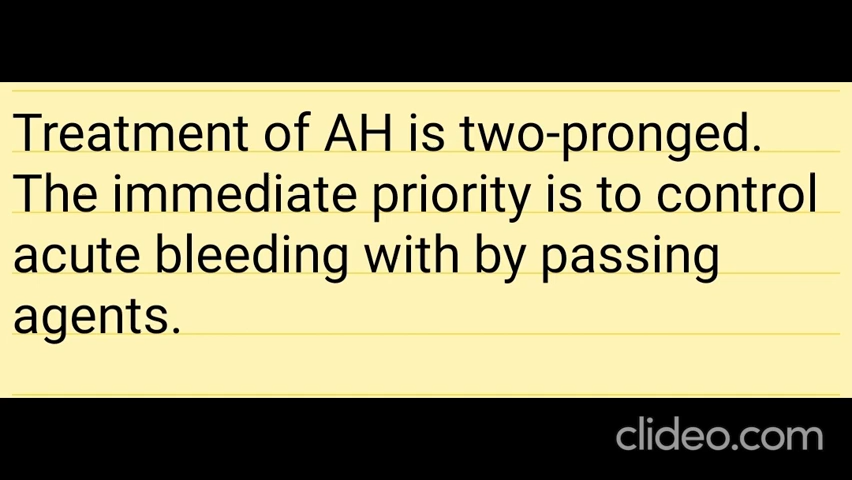 Treatment of AH is two-pronged.
The immediate priority is to control
acute bleeding with by passing
agents.
clideo.com